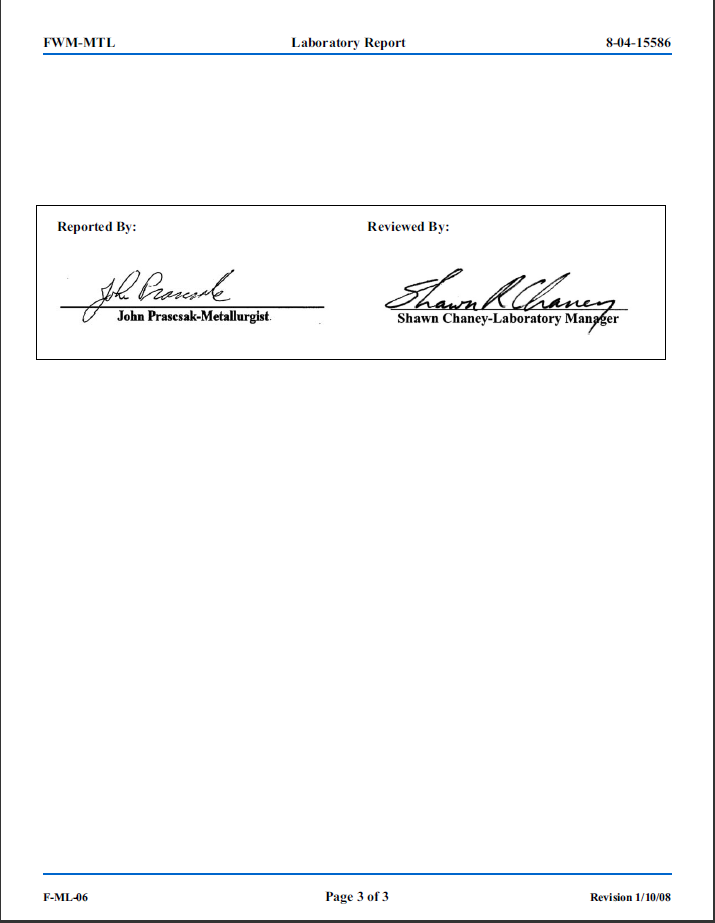 FWM-MTL Laboratory Report 8-04-15586
Reported By: Reviewed By:
John Prascsak Shawn R Chaney
John Prascsak-Metallurgist Shawn Chaney-Laboratory Manager
F-ML-06 Page 3 of 3 Revision 1/10/08